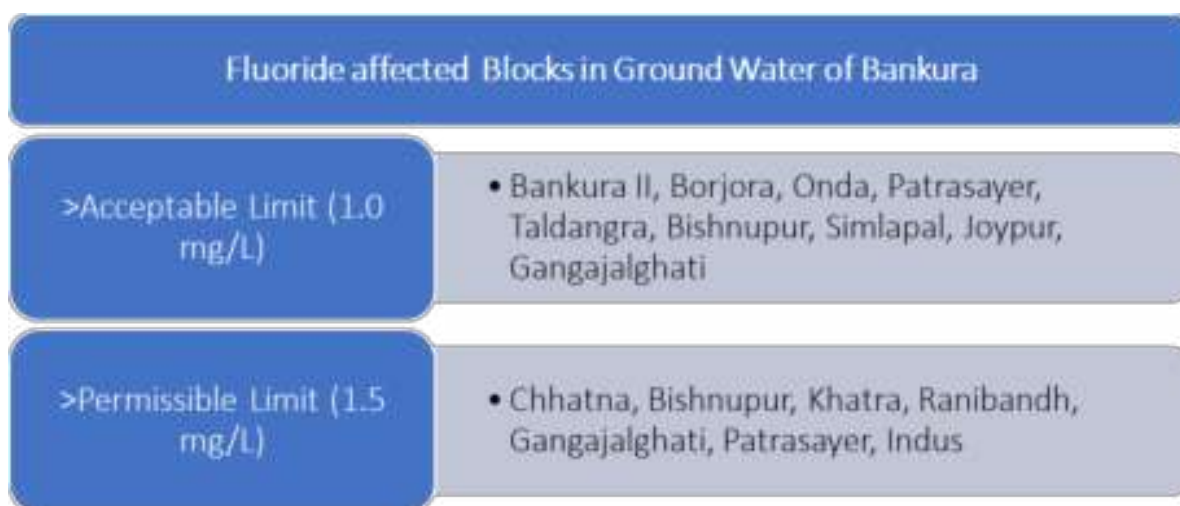 Fluoride affected Blocks in Ground Water of Bankura
>Acceptable Limit (1.0
mg/L)
• Bankura II, Borjora, Onda, Patrasayer,
Taldangra, Bishnupur, Simlapal, Joypur,
Gangajalghati
>Permissible Limit (1.5
mg/L)
• Chhatna, Bishnupur, Khatra, Ranibandh,
Gangajalghati, Patrasayer, Indus